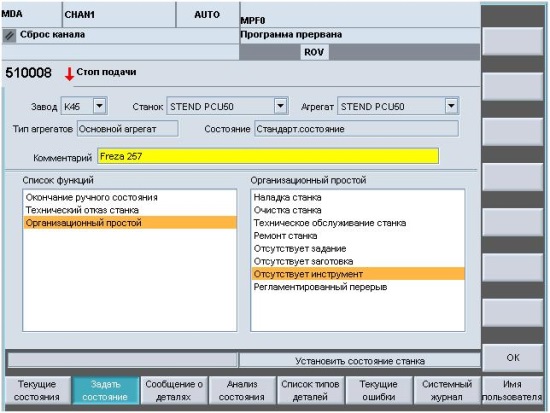 MDA CHAN1 AUTO MPF0
Сброс канала Программа прервана
ROV
510008 Стоп подачи
Завод K45 Станок STEND PCU50 Агрегат STEND PCU50
Тип агрегатов Основной агрегат Состояние Стандарт.состояние
Комментарий Freza 257
Список функций
Окончание ручного состояния
Технический отказ станка
Организационный простой
Организационный простой
Наладка станка
Очистка станка
Техническое обслуживание станка
Ремонт станка
Отсутствует задание
Отсутствует заготовка
Отсутствует инструмент
Регламентированный перерыв
Установить состояние станка
OK
Текущие
состояния
Задать
состояние
Сообщение о
деталях
Анализ
состояния
Список типов
деталей
Текущие
ошибки
Системный
журнал
Имя
пользователя